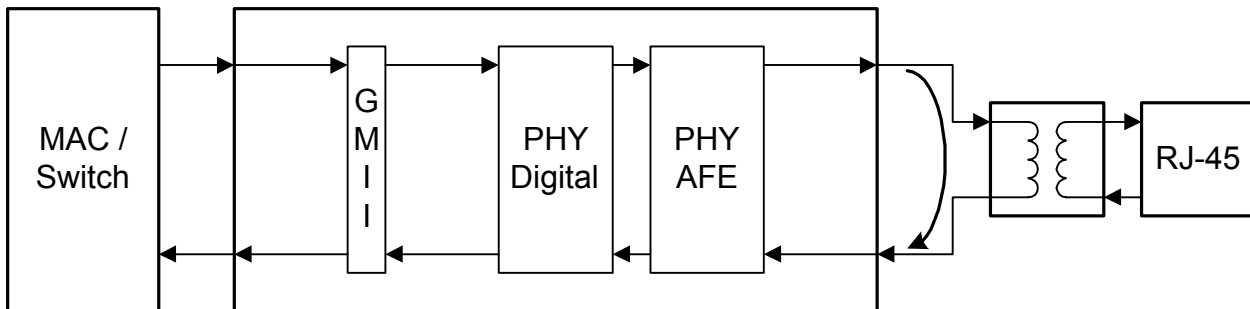 MAC /
Switch
G
M
I
I
PHY
Digital
PHY
AFE
RJ-45